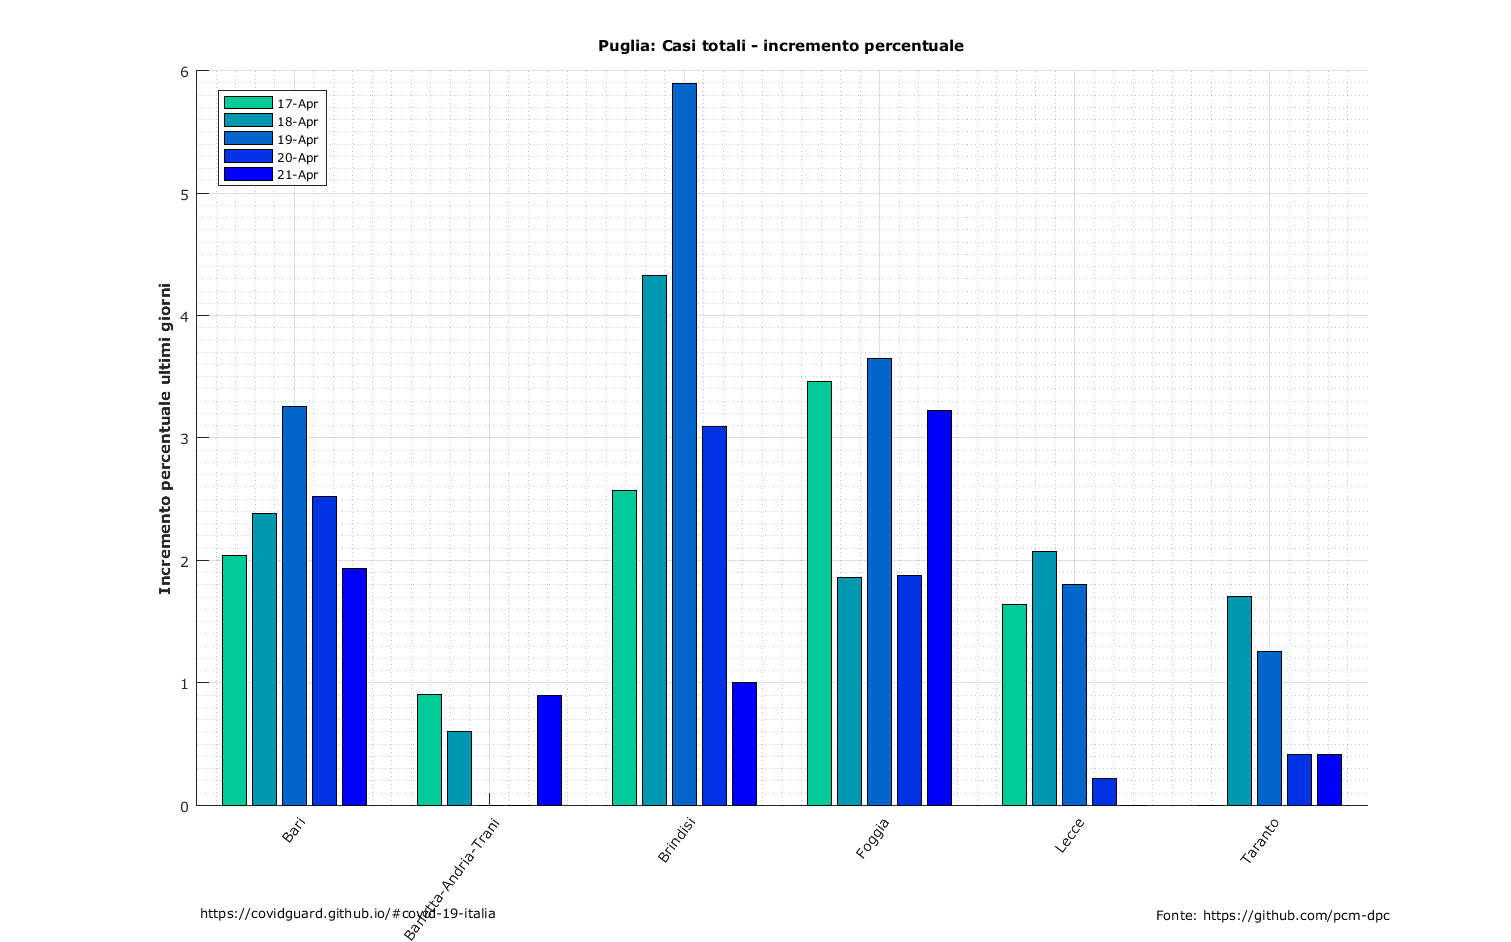 Puglia: Casi totali - incremento percentuale
Incremento percentuale ultimi giorni
6
5
4
3
2
1
0
17-Apr
18-Apr
19-Apr
20-Apr
21-Apr
Bari
Barletta-Andria-Trani
Brindisi
Foggia
Lecce
Taranto
https://covidguard.github.io/#covid-19-italia
Fonte: https://github.com/pcm-dpc